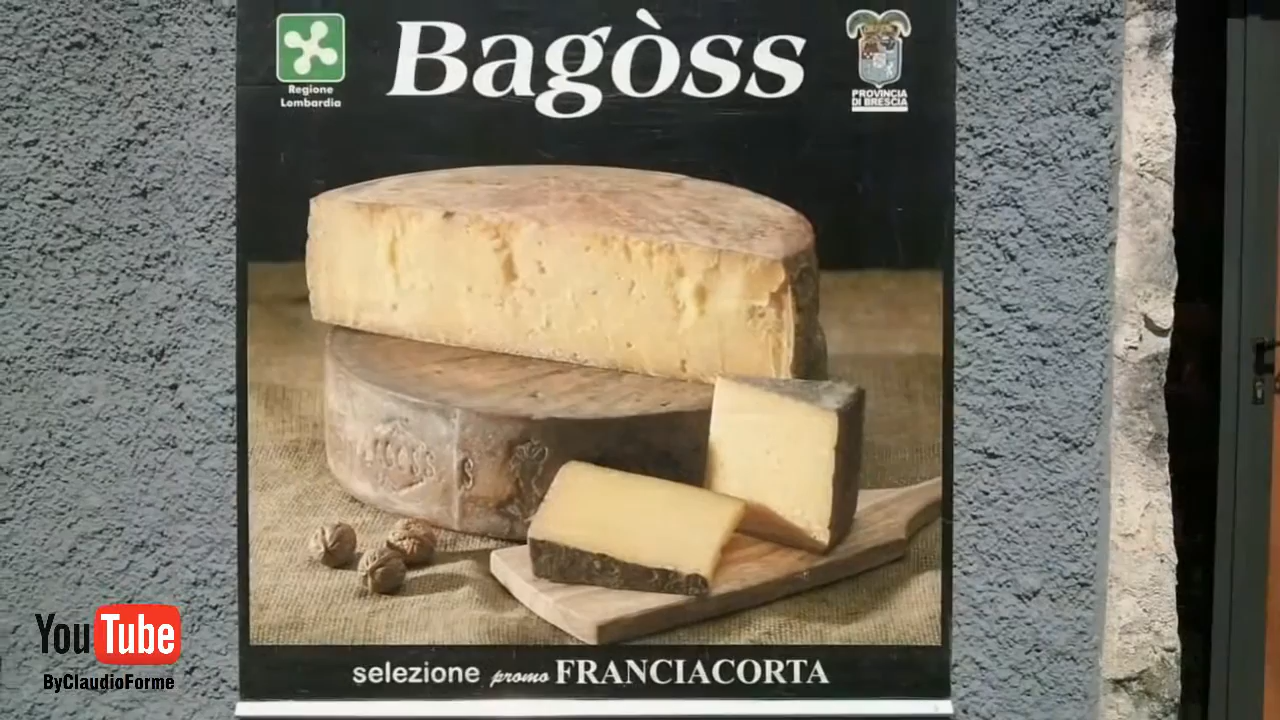 Bagòss
Regione
Lombardia
PROVINCIA
DI BRESCIA
selezione promo FRANCIACORTA
YouTube
ByClaudioForme